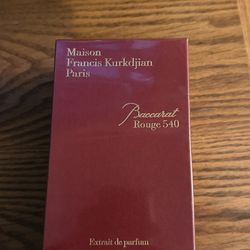 Maison
Francis Kurkdjian
Paris
Baccarat
Rouge 540
Extrait de parfum